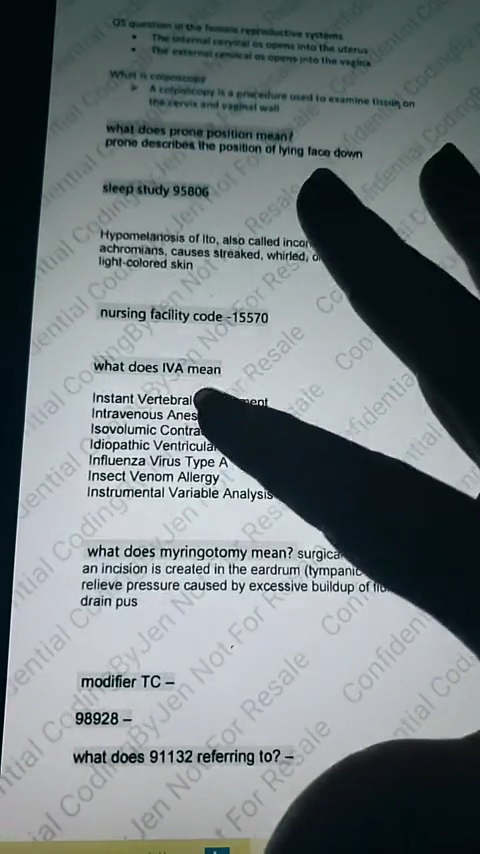 OS question in the female reproductive systems
• The internal cervical os opens into the uterus
• The external cervical os opens into the vagina
What is colposcopy
➢ A colposcopy is a procedure used to examine tissue on
the cervix and vaginal wall
what does prone position mean?
prone describes the position of lying face down
sleep study 95806
Hypomelanosis of Ito, also called
achromians, causes streaked, whirled,
light-colored skin
nursing facility code -15570
what does IVA mean
Instant Vertebral
Intravenous
Isovolumic
Idiopathic
Influenza Virus Type A
Insect Venom Allergy
Instrumental Variable Analysis
what does myringotomy mean?
an incision is created in the eardrum (tympanic
relieve pressure caused by excessive buildup of
drain pus
modifier TC –
98928 –
what does 91132 referring to? –
Confidential CodingByJen Not For Resale